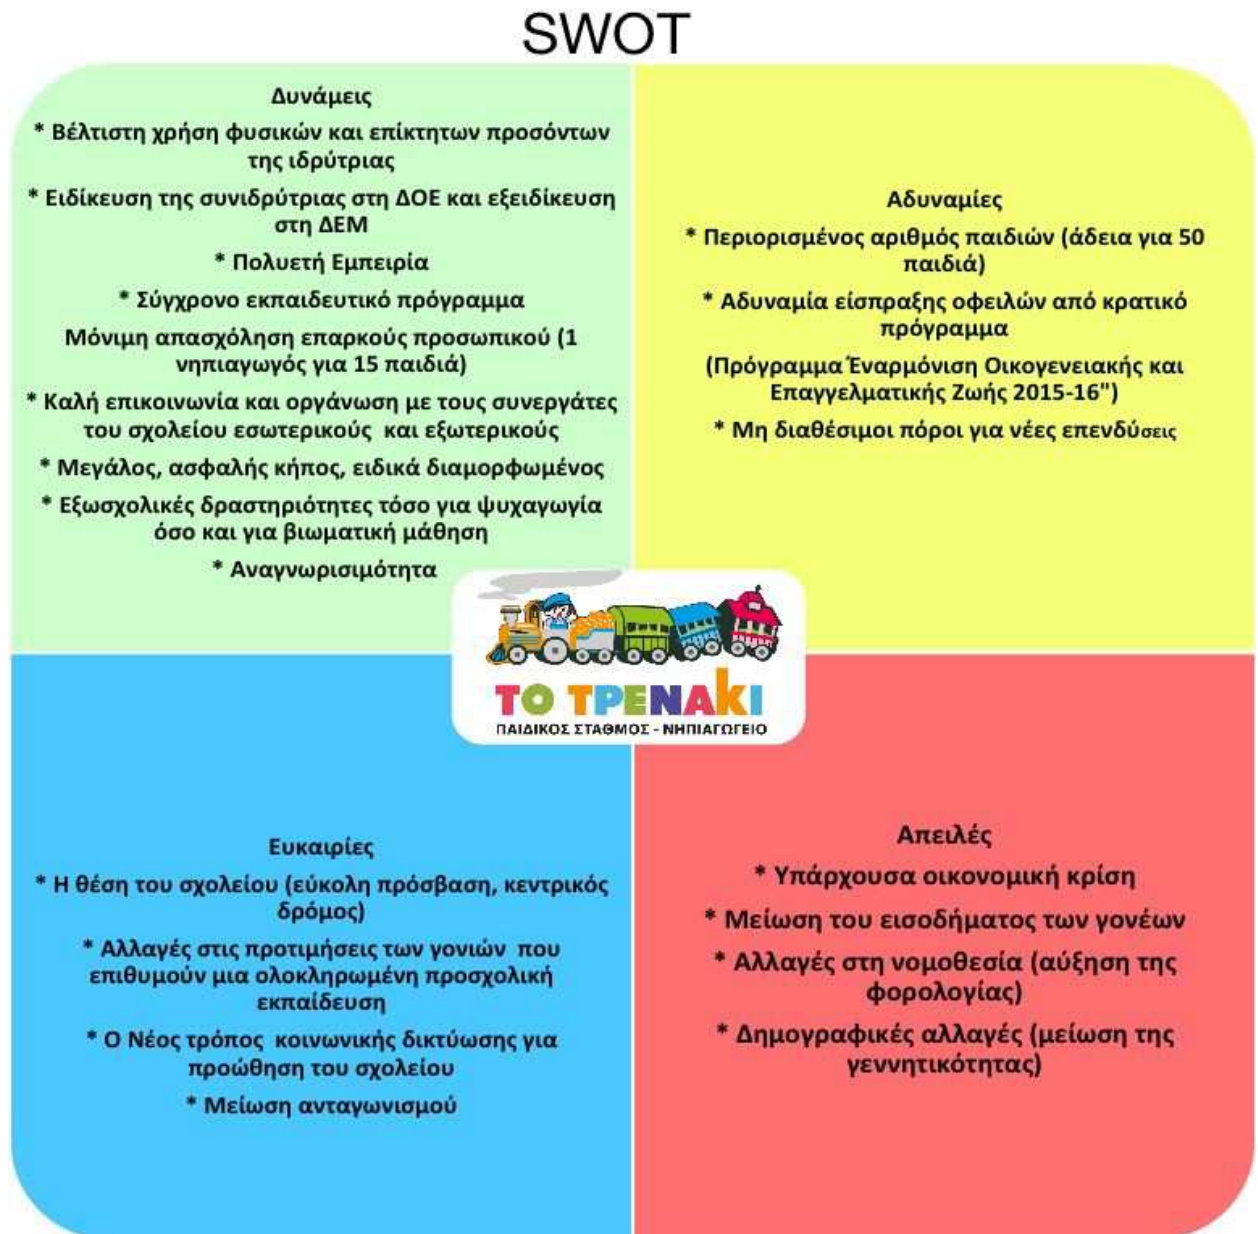 SWOT
Δυνάμεις
* Βέλτιστη χρήση φυσικών και επίκτητων προσόντων
της ιδρύτριας
* Ειδίκευση της συνιδρύτριας στη ΔΟΕ και εξειδίκευση
στη ΔΕΜ
* Πολυετή Εμπειρία
* Σύγχρονο εκπαιδευτικό πρόγραμμα
Μόνιμη απασχόληση επαρκούς προσωπικού (1
νηπιαγωγός για 15 παιδιά)
* Καλή επικοινωνία και οργάνωση με τους συνεργάτες
του σχολείου εσωτερικούς και εξωτερικούς
* Μεγάλος, ασφαλής κήπος, ειδικά διαμορφωμένος
* Εξωσχολικές δραστηριότητες τόσο για ψυχαγωγία
όσο και για βιωματική μάθηση
* Αναγνωρισιμότητα
Αδυναμίες
* Περιορισμένος αριθμός παιδιών (άδεια για 50
παιδιά)
* Αδυναμία είσπραξης οφειλών από κρατικό
πρόγραμμα
(Πρόγραμμα Έναρμόνιση Οικογενειακής και
Επαγγελματικής Ζωής 2015-16")
* Μη διαθέσιμοι πόροι για νέες επενδύσεις
ΤΟ ΤΡΕΝΑΚΙ
ΠΑΙΔΙΚΟΣ ΣΤΑΘΜΟΣ - ΝΗΠΙΑΓΩΓΕΙΟ
Ευκαιρίες
* Η θέση του σχολείου (εύκολη πρόσβαση, κεντρικός
δρόμος)
* Αλλαγές στις προτιμήσεις των γονιών που
επιθυμούν μια ολοκληρωμένη προσχολική
εκπαίδευση
* Ο Νέος τρόπος κοινωνικής δικτύωσης για
προώθηση του σχολείου
* Μείωση ανταγωνισμού
Απειλές
* Υπάρχουσα οικονομική κρίση
* Μείωση του εισοδήματος των γονέων
* Αλλαγές στη νομοθεσία (αύξηση της
φορολογίας)
* Δημογραφικές αλλαγές (μείωση της
γεννητικότητας)